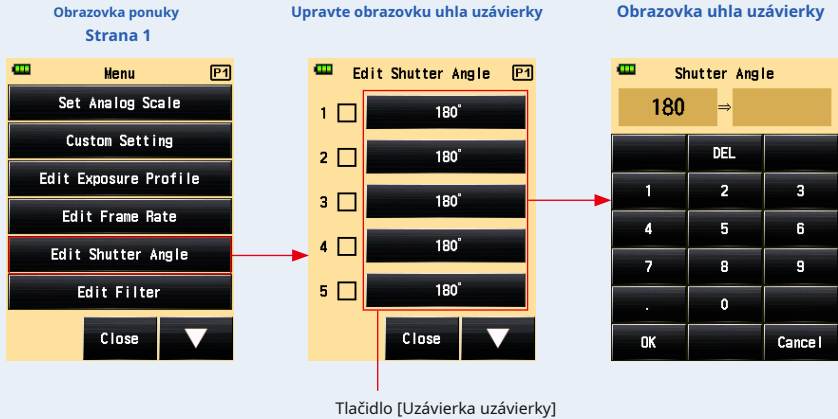 Obrazovka ponuky
Strana 1
Menu P1
Set Analog Scale
Custom Setting
Edit Exposure Profile
Edit Frame Rate
Edit Shutter Angle
Edit Filter
Close
Upravte obrazovku uhla uzávierky
Edit Shutter Angle P1
1 180°
2 180°
3 180°
4 180°
5 180°
Close
Tlačidlo [Uzávierka uzávierky]
Obrazovka uhla uzávierky
Shutter Angle
180 ⇒
DEL
1 2 3
4 5 6
7 8 9
. 0
OK Cancel